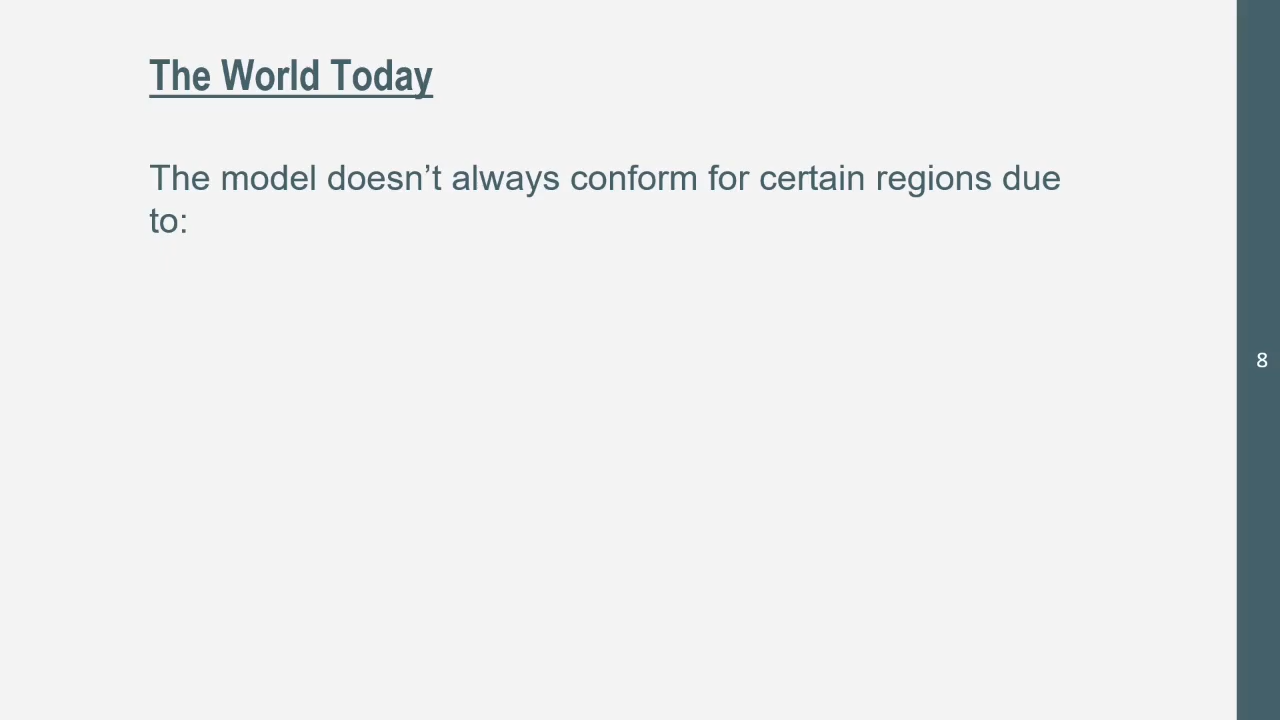 The World Today
The model doesn’t always conform for certain regions due
to:
8